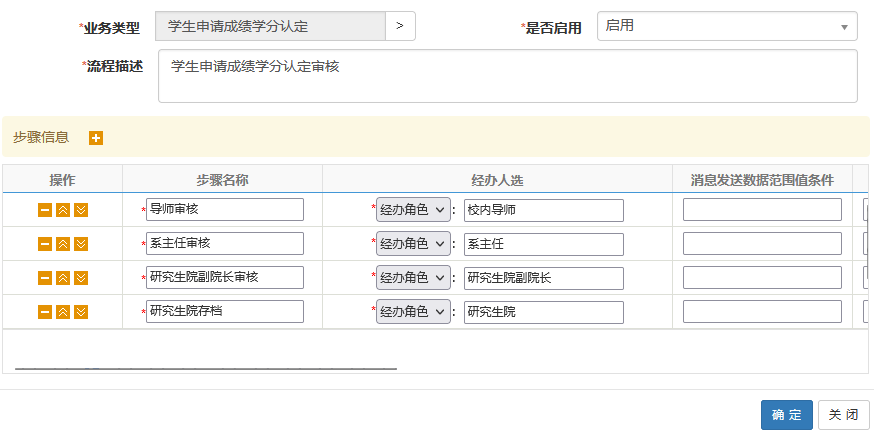 *业务类型 学生申请成绩学分认定 > *是否启用 启用
*流程描述 学生申请成绩学分认定审核
步骤信息
操作 步骤名称 经办人选 消息发送数据范围值条件
*导师审核 *经办角色: 校内导师
*系主任审核 *经办角色: 系主任
*研究生院副院长审核 *经办角色: 研究生院副院长
*研究生院存档 *经办角色: 研究生院
确 定 关 闭